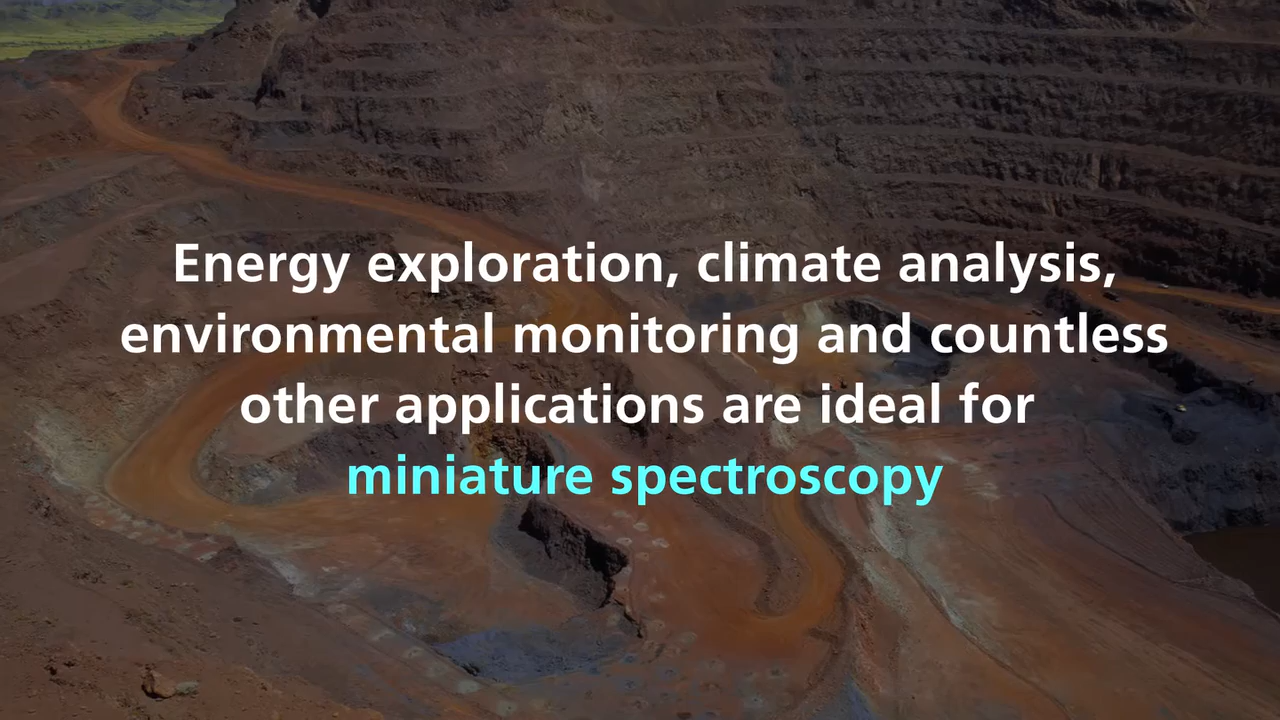 Energy exploration, climate analysis,
environmental monitoring and countless
other applications are ideal for
miniature spectroscopy